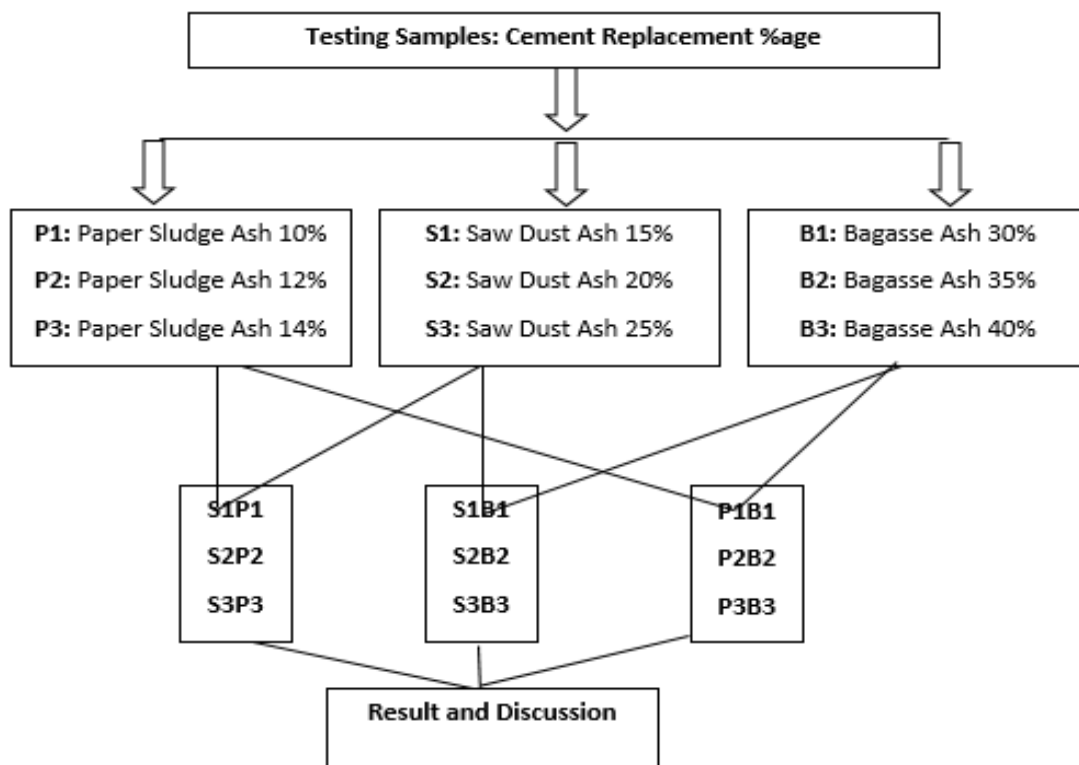 Testing Samples: Cement Replacement %age
P1: Paper Sludge Ash 10%
P2: Paper Sludge Ash 12%
P3: Paper Sludge Ash 14%
S1: Saw Dust Ash 15%
S2: Saw Dust Ash 20%
S3: Saw Dust Ash 25%
B1: Bagasse Ash 30%
B2: Bagasse Ash 35%
B3: Bagasse Ash 40%
S1P1
S2P2
S3P3
S1B1
S2B2
S3B3
P1B1
P2B2
P3B3
Result and Discussion